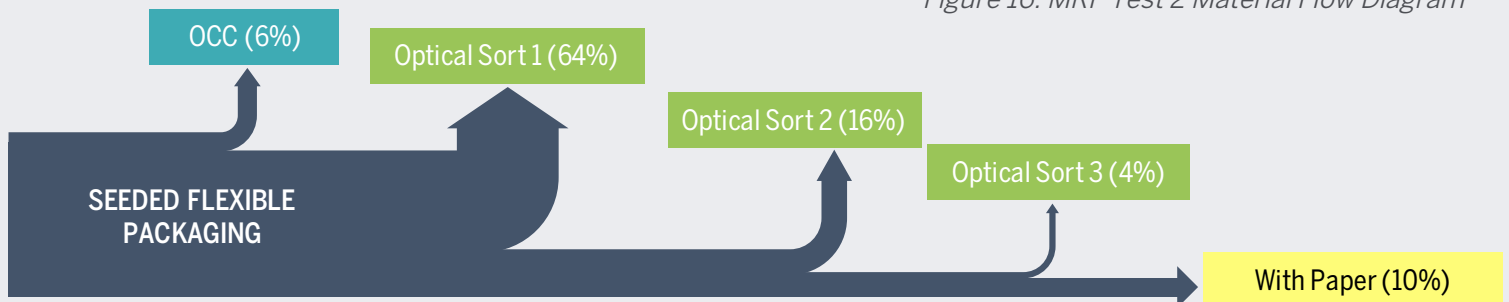 Figure 16: MRF Test 2 Material Flow Diagram
OCC (6%)
Optical Sort 1 (64%)
Optical Sort 2 (16%)
Optical Sort 3 (4%)
SEEDED FLEXIBLE
PACKAGING
With Paper (10%)